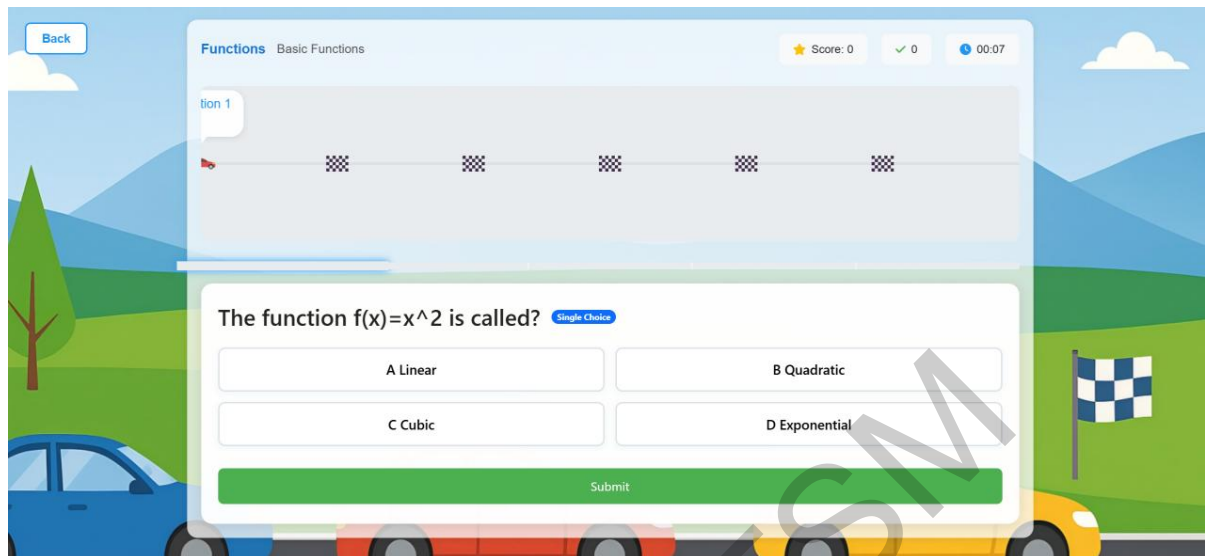 Back
Functions Basic Functions
Score: 0
0
00:07
tion 1
The function f(x)=x^2 is called? Single Choice
A Linear
B Quadratic
C Cubic
D Exponential
Submit